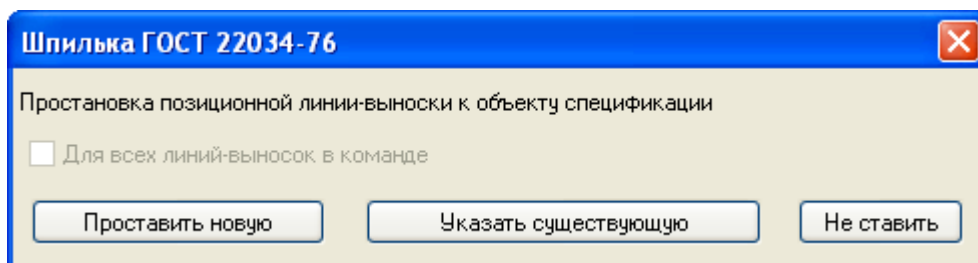 Шпилька ГОСТ 22034-76
Простановка позиционной линии-выноски к объекту спецификации
Для всех линий-выносок в команде
Проставить новую Указать существующую Не ставить